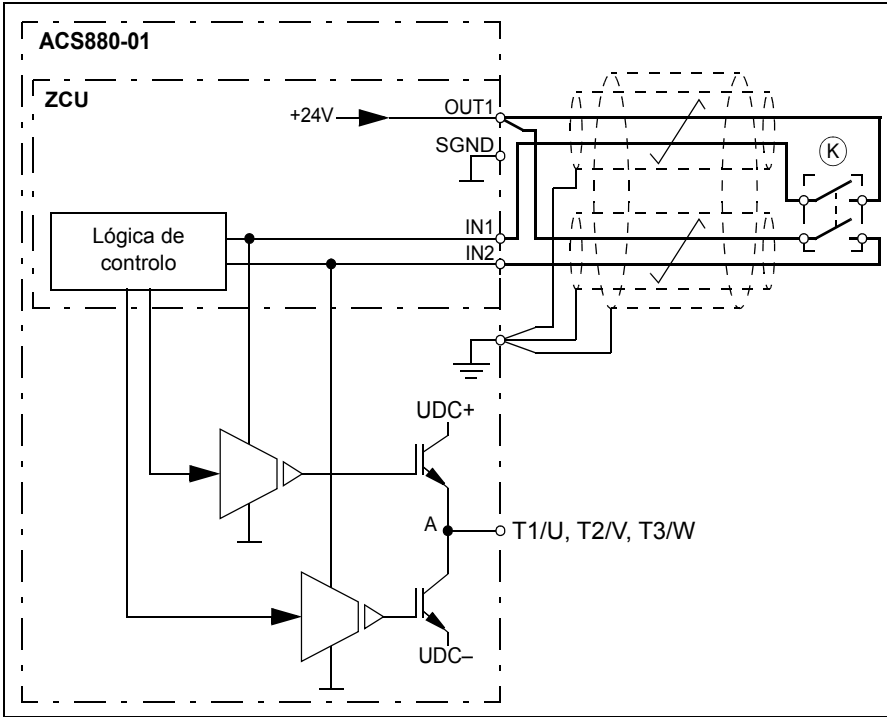 ACS880-01
ZCU
+24V
OUT1
SGND
K
IN1
IN2
Lógica de
controlo
UDC+
A
T1/U, T2/V, T3/W
UDC–